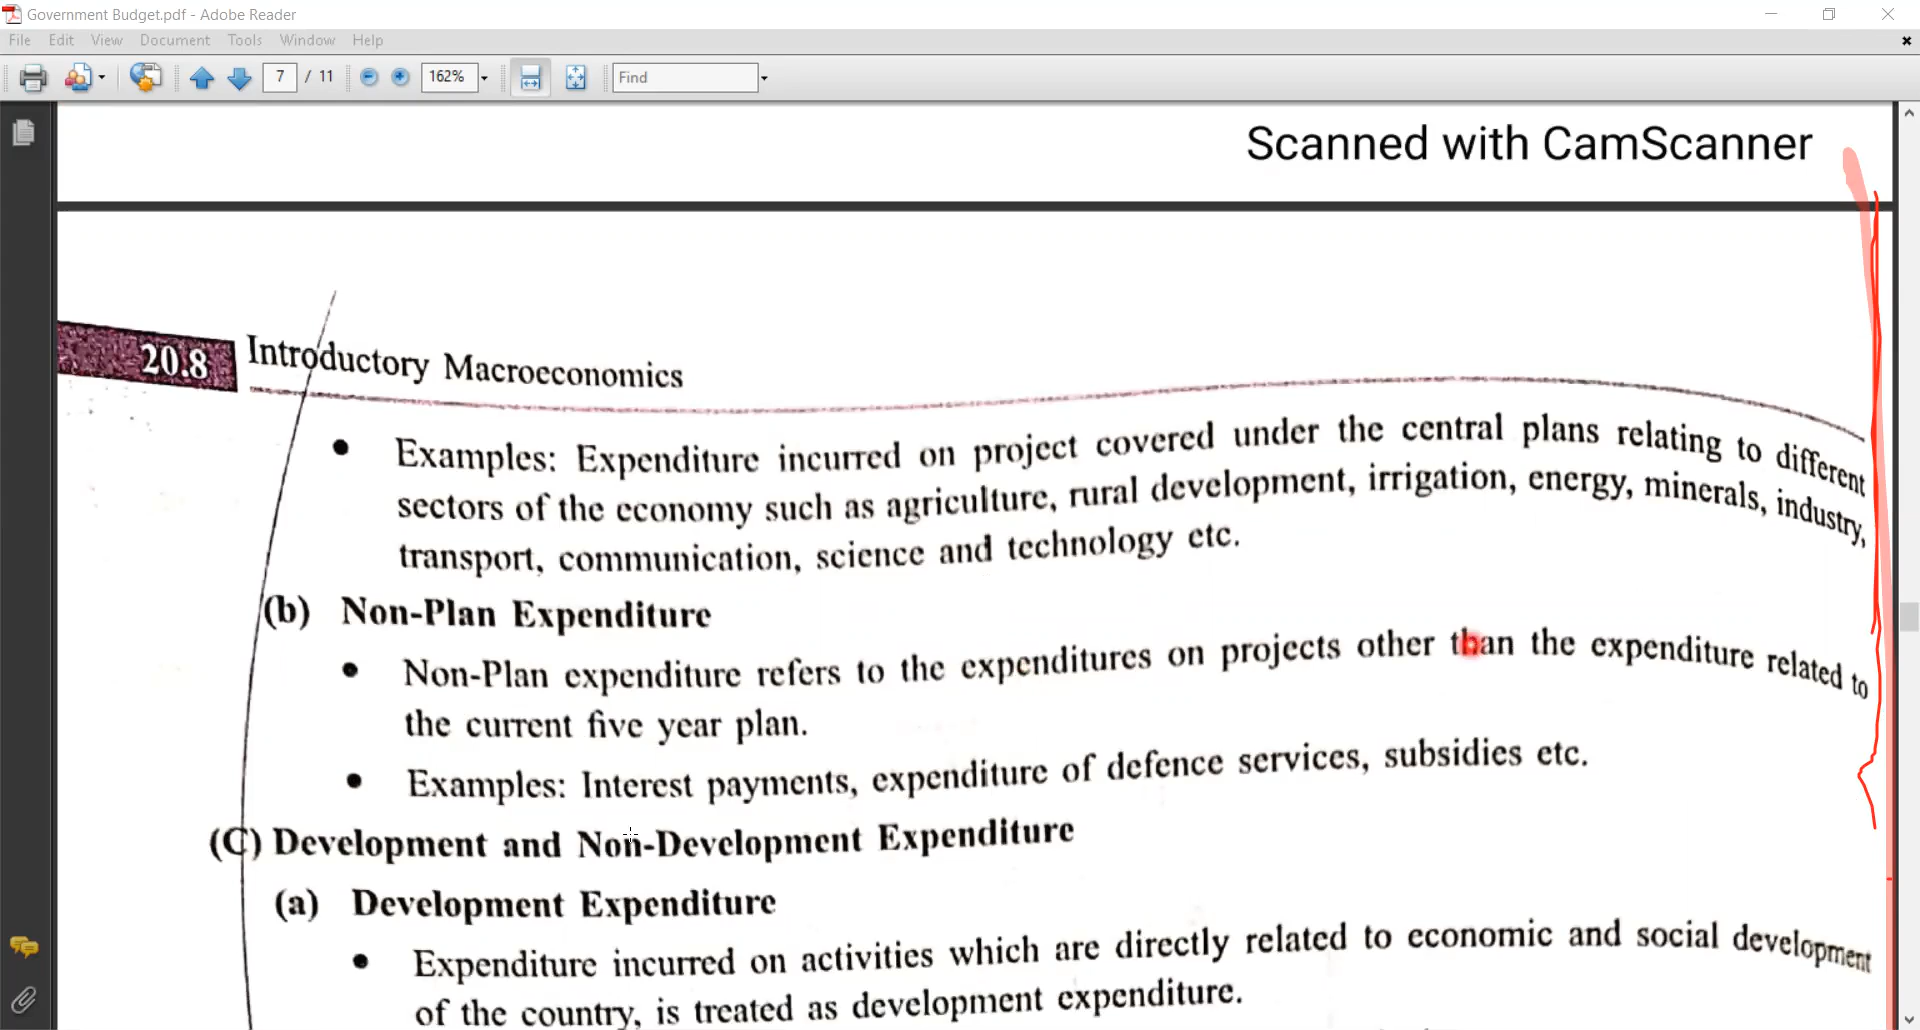 Government Budget.pdf - Adobe Reader
File Edit View Document Tools Window Help
7 / 11 162% Find
Scanned with CamScanner
20.8 Introductory Macroeconomics
• Examples: Expenditure incurred on project covered under the central plans relating to different
sectors of the economy such as agriculture, rural development, irrigation, energy, minerals, industry,
transport, communication, science and technology etc.
(b) Non-Plan Expenditure
• Non-Plan expenditure refers to the expenditures on projects other than the expenditure related to
the current five year plan.
• Examples: Interest payments, expenditure of defence services, subsidies etc.
(C) Development and Non-Development Expenditure
(a) Development Expenditure
• Expenditure incurred on activities which are directly related to economic and social development
of the country, is treated as development expenditure.